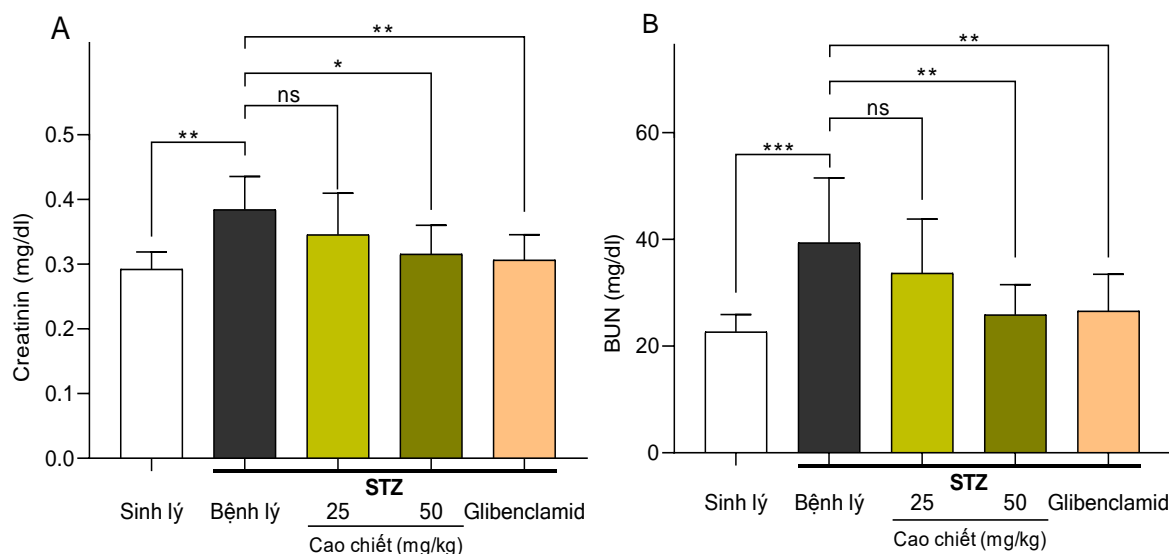 A
**
*
ns
**
Creatinin (mg/dl)
0.5
0.4
0.3
0.2
0.1
0.0
STZ
Sinh lý Bệnh lý 25 50 Glibenclamid
Cao chiết (mg/kg)
B
**
**
ns
***
BUN (mg/dl)
60
40
20
0
STZ
Sinh lý Bệnh lý 25 50 Glibenclamid
Cao chiết (mg/kg)